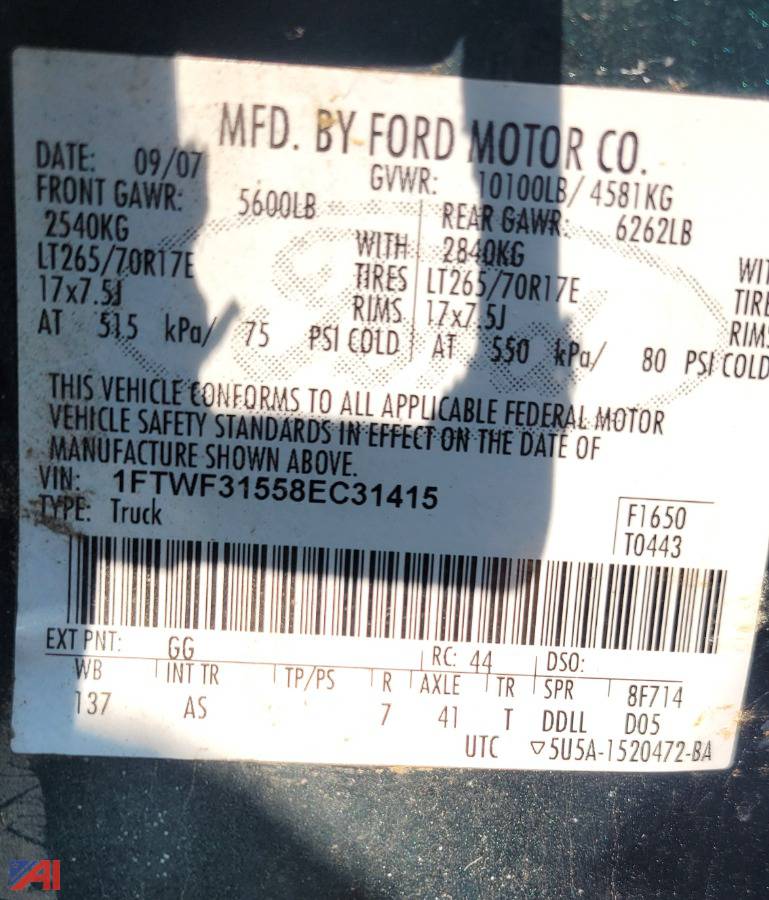 MFD. BY FORD MOTOR CO.
DATE: 09/07 GVWR: 10100LB/ 4581KG
FRONT GAWR: 5600LB REAR GAWR: 6262LB
2540KG WITH 2840KG WIT
LT265/70R17E TIRES LT265/70R17E TIRE
17x7.5J RIMS 17x7.5J RIMS
AT 515 kPa/ 75 PSI COLD AT 550 kPa/ 80 PSI COLD
THIS VEHICLE CONFORMS TO ALL APPLICABLE FEDERAL MOTOR
VEHICLE SAFETY STANDARDS IN EFFECT ON THE DATE OF
MANUFACTURE SHOWN ABOVE.
VIN: 1FTWF31558EC31415
TYPE: Truck F1650
T0443
EXT PNT: GG RC: 44 DSO:
WB INT TR TP/PS R AXLE TR SPR 8F714
137 AS 7 41 T DDLL D05
UTC ▽5U5A-1520472-BA
AI